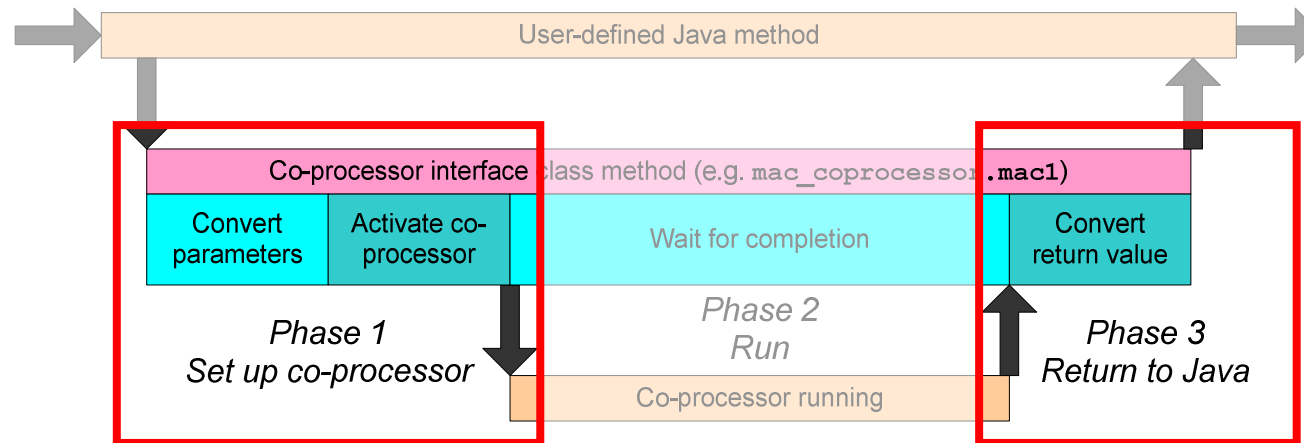 User-defined Java method
Co-processor interface class method (e.g. mac_coprocessor.mac1)
Convert
parameters
Activate co-
processor
Wait for completion
Convert
return value
Phase 1
Set up co-processor
Phase 2
Run
Phase 3
Return to Java
Co-processor running